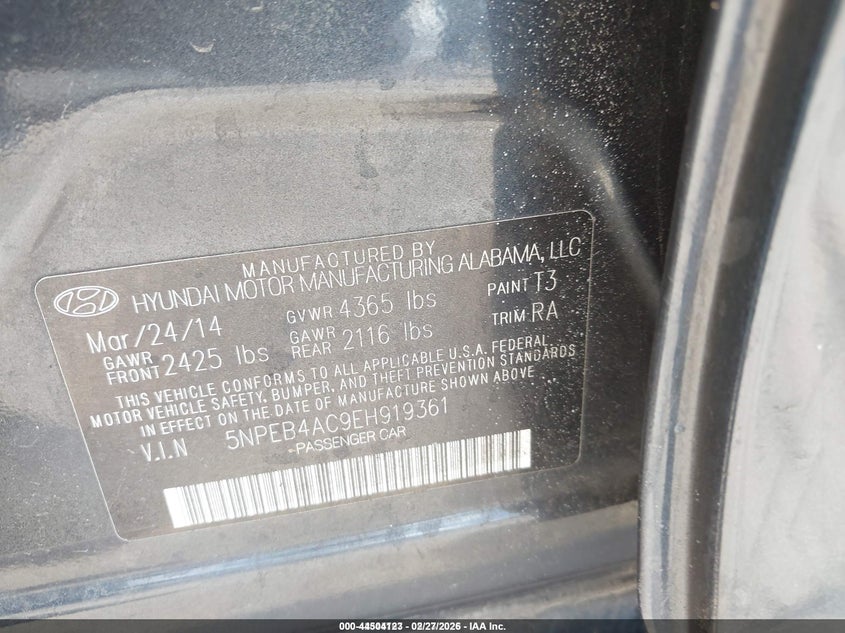 MANUFACTURED BY
HYUNDAI MOTOR MANUFACTURING ALABAMA, LLC
Mar/24/14 GVWR 4365 lbs PAINT T3
GAWR FRONT 2425 lbs GAWR REAR 2116 lbs TRIM RA
THIS VEHICLE CONFORMS TO ALL APPLICABLE U.S.A. FEDERAL
MOTOR VEHICLE SAFETY, BUMPER, AND THEFT PREVENTION STANDARDS
IN EFFECT ON THE DATE OF MANUFACTURE SHOWN ABOVE
V.I.N 5NPEB4AC9EH919361
-PASSENGER CAR
02/27/2026 - IAA Inc.